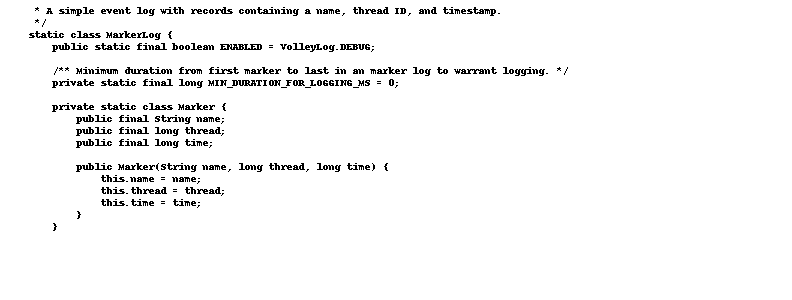 * A simple event log with records containing a name, thread ID, and timestamp.
*/
static class MarkerLog {
public static final boolean ENABLED = VolleyLog.DEBUG;
/** Minimum duration from first marker to last in an marker log to warrant logging. */
private static final long MIN_DURATION_FOR_LOGGING_MS = 0;
private static class Marker {
public final String name;
public final long thread;
public final long time;
public Marker(String name, long thread, long time) {
this.name = name;
this.thread = thread;
this.time = time;
}
}